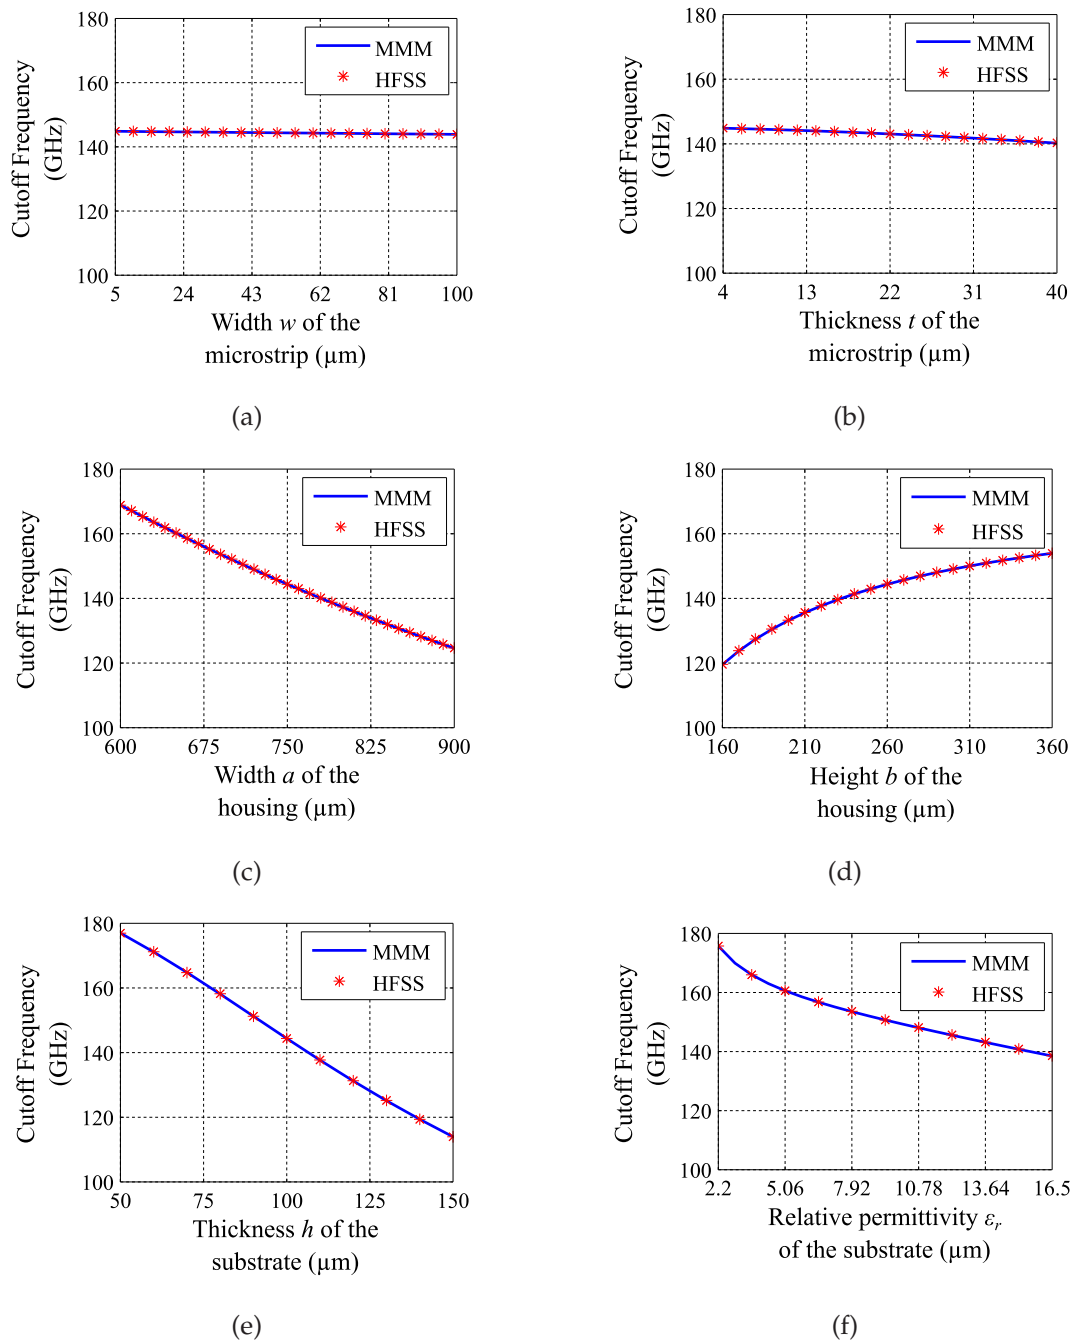 180
160
140
120
100
Cutoff Frequency
(GHz)
MMM
HFSS
5 24 43 62 81 100
Width w of the
microstrip (µm)
(a)
180
160
140
120
100
Cutoff Frequency
(GHz)
MMM
HFSS
4 13 22 31 40
Thickness t of the
microstrip (µm)
(b)
180
160
140
120
100
Cutoff Frequency
(GHz)
MMM
HFSS
600 675 750 825 900
Width a of the
housing (µm)
(c)
180
160
140
120
100
Cutoff Frequency
(GHz)
MMM
HFSS
160 210 260 310 360
Height b of the
housing (µm)
(d)
180
160
140
120
100
Cutoff Frequency
(GHz)
MMM
HFSS
50 75 100 125 150
Thickness h of the
substrate (µm)
(e)
180
160
140
120
100
Cutoff Frequency
(GHz)
MMM
HFSS
2.2 5.06 7.92 10.78 13.64 16.5
Relative permittivity εr
of the substrate (µm)
(f)